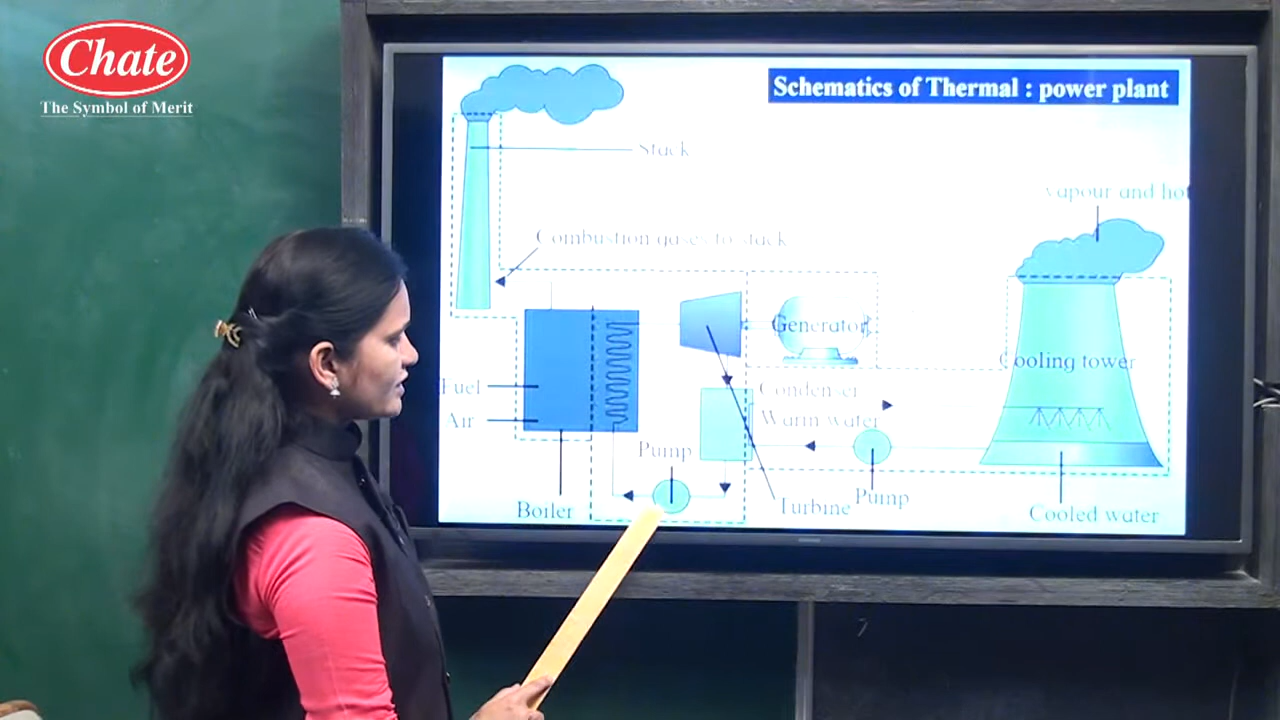 Chate
The Symbol of Merit
Schematics of Thermal : power plant
Stack
vapour and hot
Combustion gases to stack
Generator
Cooling tower
Fuel
Condenser
Air
Warm water
Pump
Boiler
Turbine
Pump
Cooled water